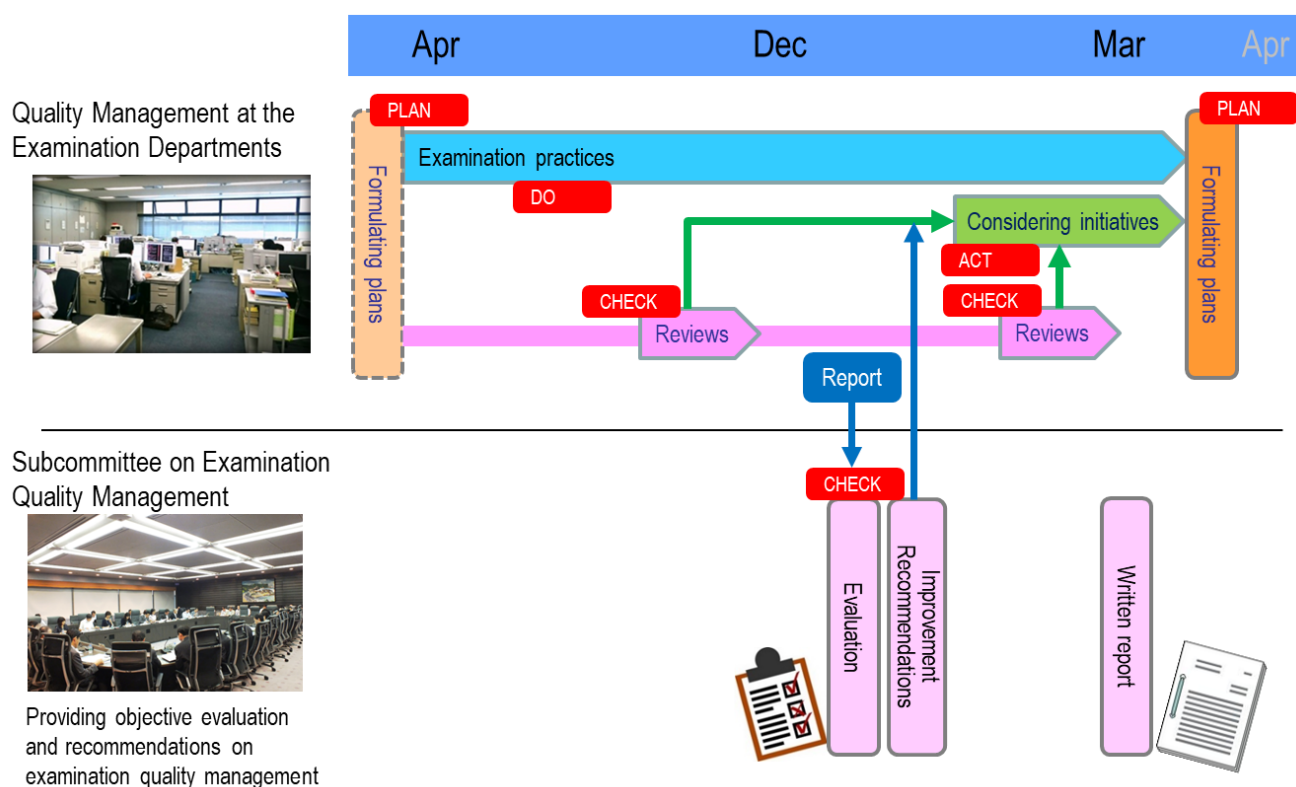 Apr
Dec
Mar
Apr
Quality Management at the
Examination Departments
PLAN
PLAN
Formulating plans
Examination practices
DO
Considering initiatives
ACT
CHECK
CHECK
Reviews
Reviews
Formulating plans
Report
Subcommittee on Examination
Quality Management
CHECK
Evaluation
Improvement
Recommendations
Written report
Providing objective evaluation
and recommendations on
examination quality management